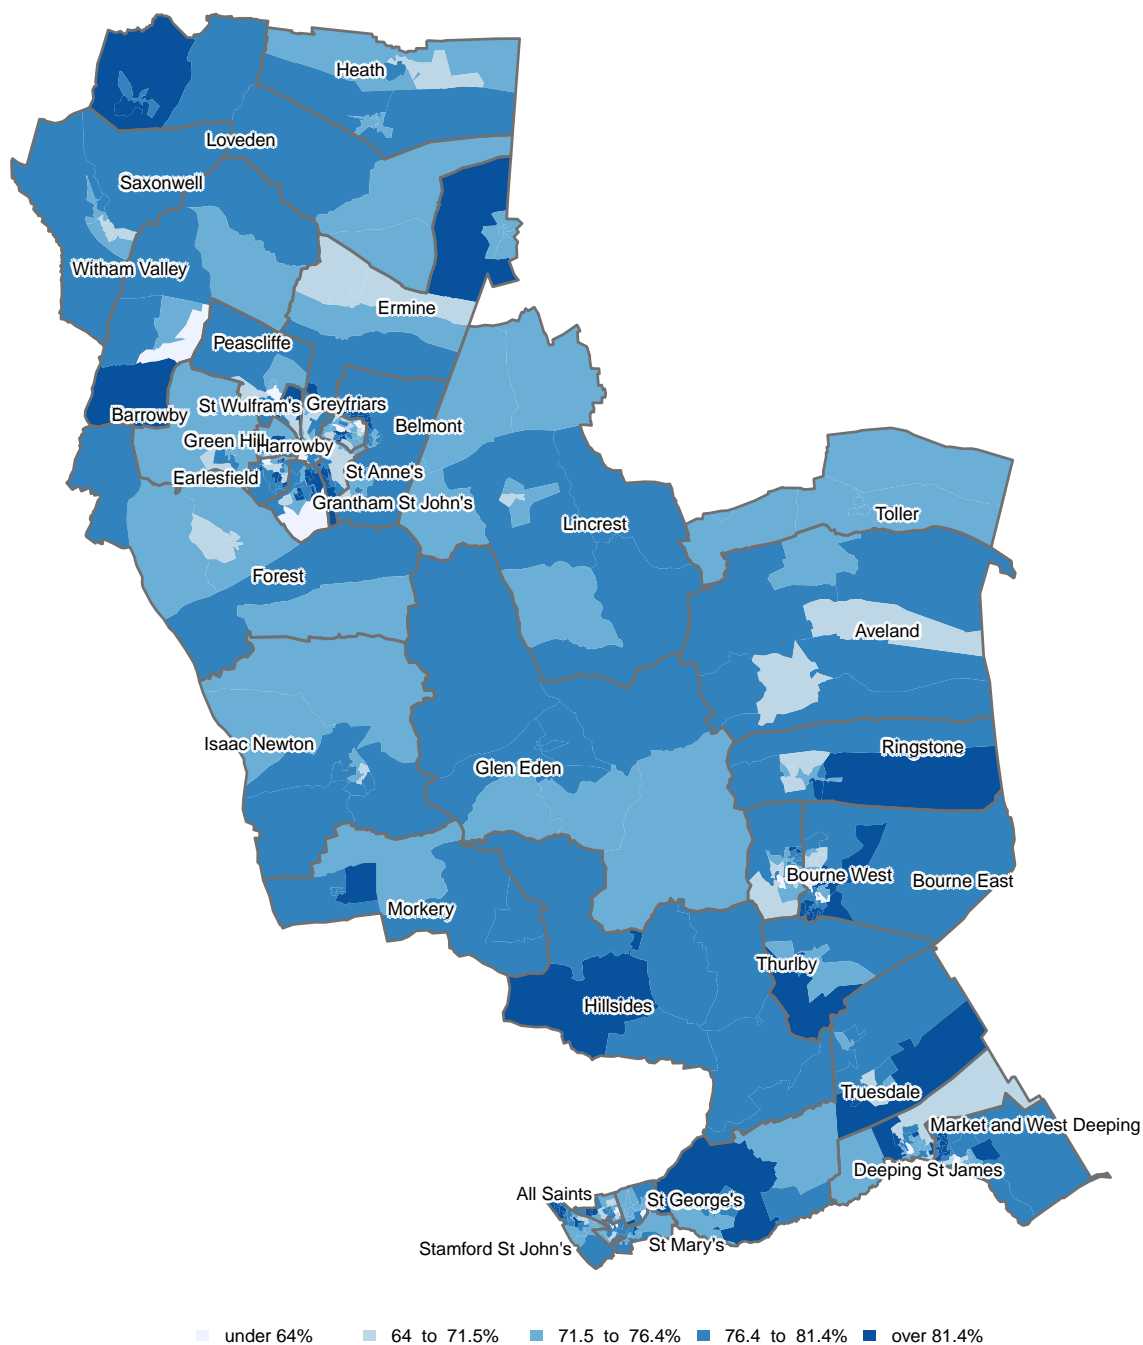 Heath
Loveden
Saxonwell
Witham Valley
Ermine
Peascliffe
St Wulfram's
Greyfriars
Barrowby
Belmont
Green Hill
Harrowby
St Anne's
Earlesfield
Grantham St John's
Toller
Lincrest
Forest
Aveland
Isaac Newton
Ringstone
Glen Eden
Bourne West
Bourne East
Morkery
Thurlby
Hillsides
Truesdale
Market and West Deeping
Deeping St James
All Saints
St George's
Stamford St John's
St Mary's
under 64%
64 to 71.5%
71.5 to 76.4%
76.4 to 81.4%
over 81.4%